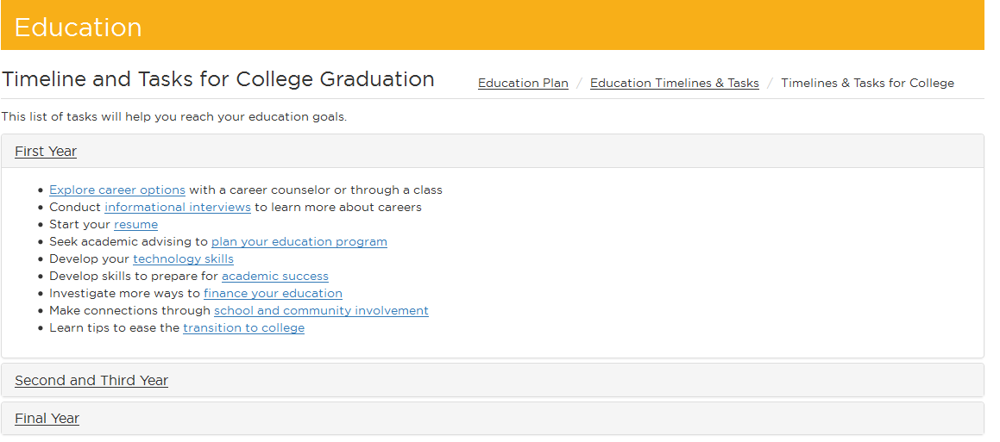 Education
Timeline and Tasks for College Graduation
Education Plan / Education Timelines & Tasks / Timelines & Tasks for College
This list of tasks will help you reach your education goals.
First Year
• Explore career options with a career counselor or through a class
• Conduct informational interviews to learn more about careers
• Start your resume
• Seek academic advising to plan your education program
• Develop your technology skills
• Develop skills to prepare for academic success
• Investigate more ways to finance your education
• Make connections through school and community involvement
• Learn tips to ease the transition to college
Second and Third Year
Final Year